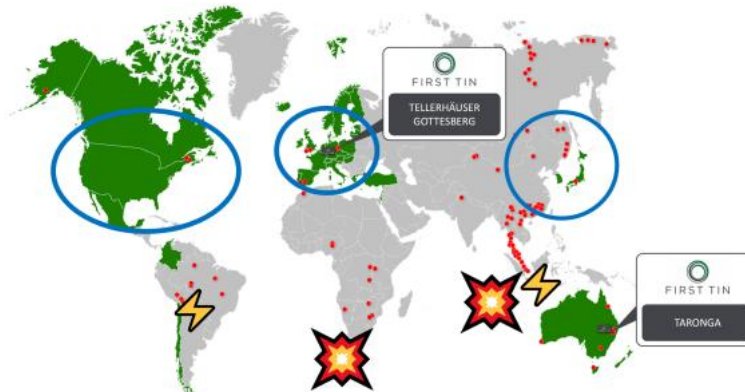 FIRST TIN
TELLERHÄUSER
GOTTESBERG
FIRST TIN
TARONGA